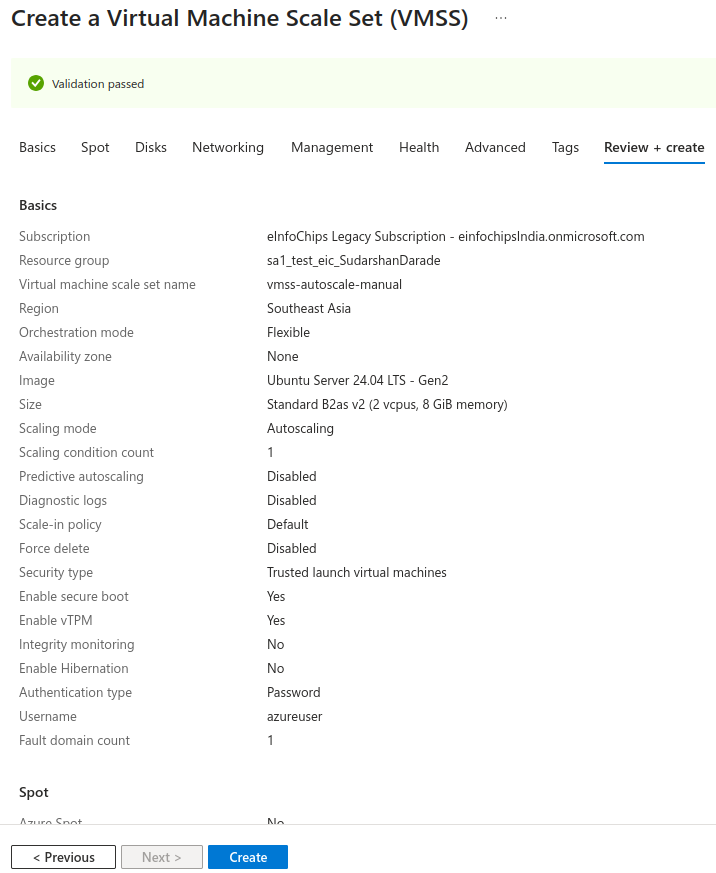 Create a Virtual Machine Scale Set (VMSS) ...
Validation passed
Basics Spot Disks Networking Management Health Advanced Tags Review + create
Basics
Subscription eInfoChips Legacy Subscription - einfochipsIndia.onmicrosoft.com
Resource group sa1_test_eic_SudarshanDarade
Virtual machine scale set name vmss-autoscale-manual
Region Southeast Asia
Orchestration mode Flexible
Availability zone None
Image Ubuntu Server 24.04 LTS - Gen2
Size Standard B2as v2 (2 vcpus, 8 GiB memory)
Scaling mode Autoscaling
Scaling condition count 1
Predictive autoscaling Disabled
Diagnostic logs Disabled
Scale-in policy Default
Force delete Disabled
Security type Trusted launch virtual machines
Enable secure boot Yes
Enable vTPM Yes
Integrity monitoring No
Enable Hibernation No
Authentication type Password
Username azureuser
Fault domain count 1
Spot
Azure Spot No
< Previous Next > Create